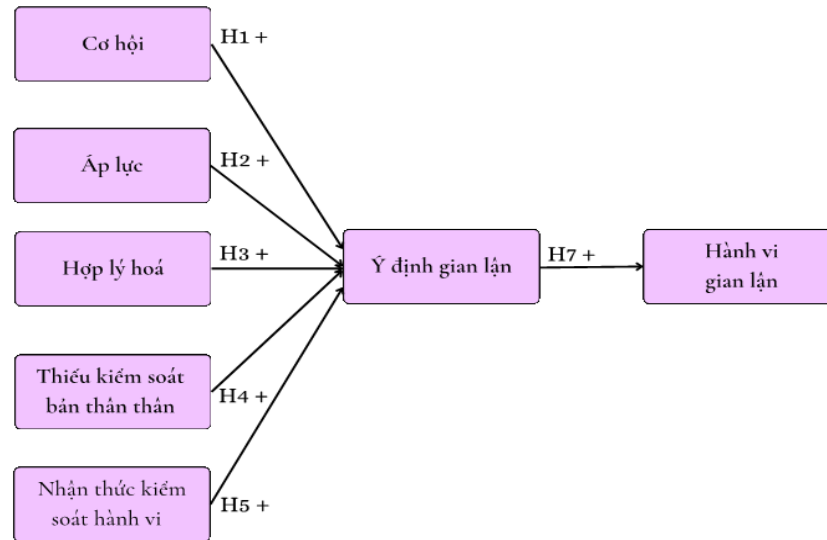 Cơ hội
H1 +
Áp lực
H2 +
Hợp lý hoá
H3 +
Ý định gian lận
H7 +
Hành vi
gian lận
Thiếu kiểm soát
bản thân thân
H4 +
Nhận thức kiểm
soát hành vi
H5 +